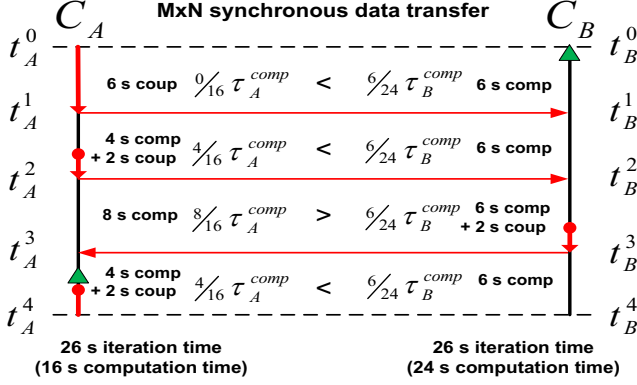 MxN synchronous data transfer
C_A C_B
t_A^0 t_B^0
6 s coup 0/16 τ_A^comp < 6/24 τ_B^comp 6 s comp
t_A^1 t_B^1
4 s comp
+ 2 s coup 4/16 τ_A^comp < 6/24 τ_B^comp 6 s comp
t_A^2 t_B^2
8 s comp 8/16 τ_A^comp > 6/24 τ_B^comp 6 s comp
+ 2 s coup
t_A^3 t_B^3
4 s comp
+ 2 s coup 4/16 τ_A^comp < 6/24 τ_B^comp 6 s comp
t_A^4 t_B^4
26 s iteration time 26 s iteration time
(16 s computation time) (24 s computation time)